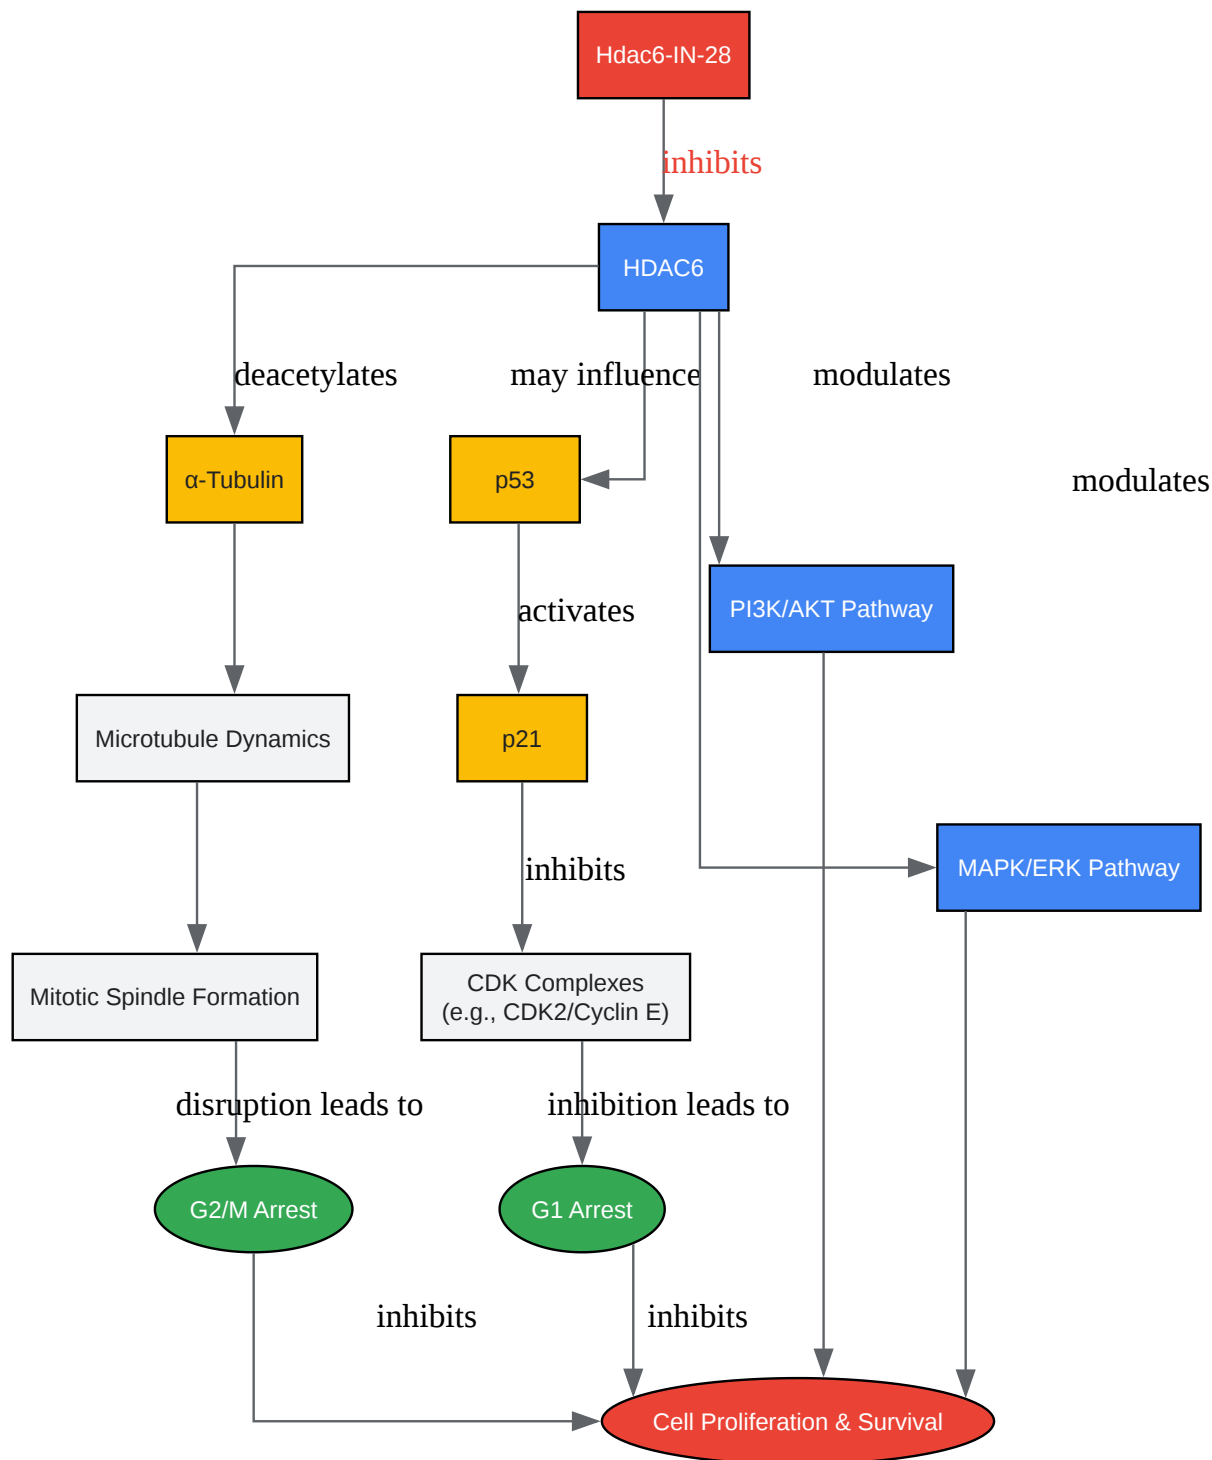 Hdac6-IN-28
inhibits
HDAC6
deacetylates
may influence
modulates
α-Tubulin
p53
modulates
activates
PI3K/AKT Pathway
Microtubule Dynamics
p21
inhibits
MAPK/ERK Pathway
Mitotic Spindle Formation
CDK Complexes
(e.g., CDK2/Cyclin E)
disruption leads to
inhibition leads to
G2/M Arrest
G1 Arrest
inhibits
inhibits
Cell Proliferation & Survival